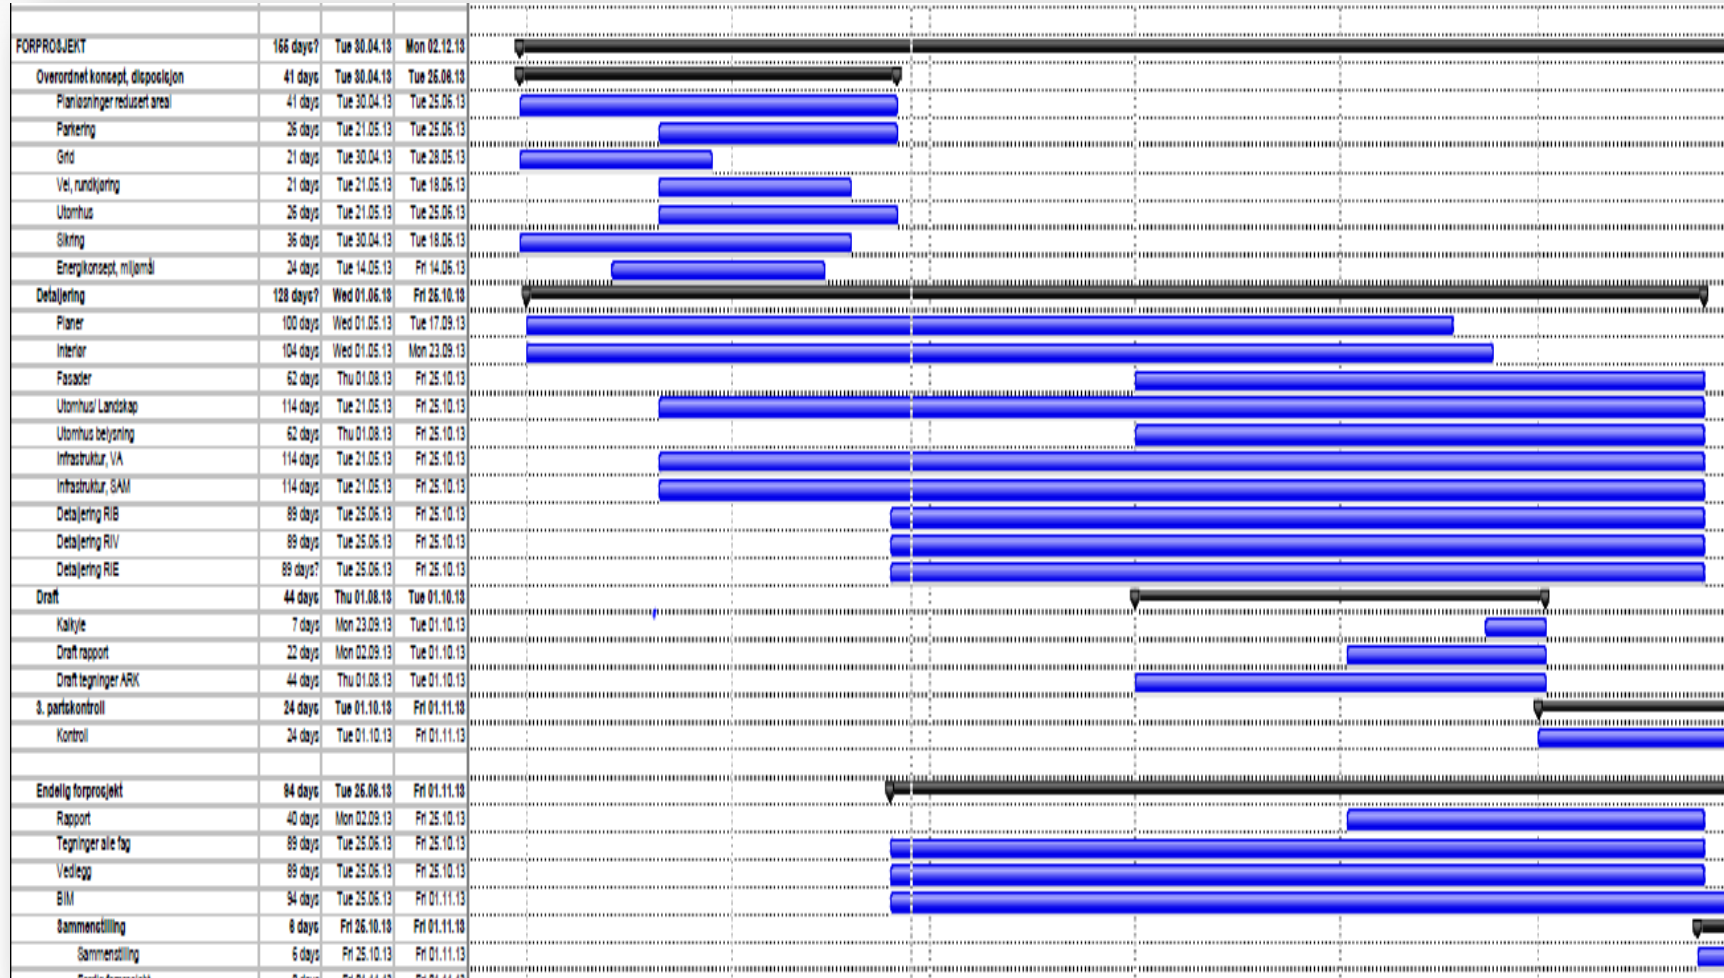 FORPROSJEKT 155 days? Tue 30.04.13 Mon 02.12.13
Overordnet konsept, disposisjon 41 days Tue 30.04.13 Tue 25.06.13
Planløsninger redusert areal 41 days Tue 30.04.13 Tue 25.06.13
Parkering 26 days Tue 21.05.13 Tue 25.06.13
Grid 21 days Tue 30.04.13 Tue 28.05.13
Vei, rundkjøring 21 days Tue 21.05.13 Tue 18.06.13
Utomhus 26 days Tue 21.05.13 Tue 25.06.13
Sikring 36 days Tue 30.04.13 Tue 18.06.13
Energikonsept, miljømål 24 days Tue 14.05.13 Fri 14.06.13
Detaljering 128 days? Wed 01.05.13 Fri 25.10.13
Planer 100 days Wed 01.05.13 Tue 17.09.13
Interiør 104 days Wed 01.05.13 Mon 23.09.13
Fasader 62 days Thu 01.08.13 Fri 25.10.13
Utomhus/ Landskap 114 days Tue 21.05.13 Fri 25.10.13
Utomhus belysning 62 days Thu 01.08.13 Fri 25.10.13
Infrastruktur, VA 114 days Tue 21.05.13 Fri 25.10.13
Infrastruktur, SAM 114 days Tue 21.05.13 Fri 25.10.13
Detaljering RIB 89 days Tue 25.06.13 Fri 25.10.13
Detaljering RIV 89 days Tue 25.06.13 Fri 25.10.13
Detaljering RIE 89 days? Tue 25.06.13 Fri 25.10.13
Draft 44 days Thu 01.08.13 Tue 01.10.13
Kalkyle 7 days Mon 23.09.13 Tue 01.10.13
Draft rapport 22 days Mon 02.09.13 Tue 01.10.13
Draft tegninger ARK 44 days Thu 01.08.13 Tue 01.10.13
3. partskontroll 24 days Tue 01.10.13 Fri 01.11.13
Kontroll 24 days Tue 01.10.13 Fri 01.11.13
Endelig forprosjekt 94 days Tue 25.06.13 Fri 01.11.13
Rapport 40 days Mon 02.09.13 Fri 25.10.13
Tegninger alle fag 89 days Tue 25.06.13 Fri 25.10.13
Vedlegg 89 days Tue 25.06.13 Fri 25.10.13
BIM 94 days Tue 25.06.13 Fri 01.11.13
Sammenstilling 6 days Fri 25.10.13 Fri 01.11.13
Sammenstilling 6 days Fri 25.10.13 Fri 01.11.13